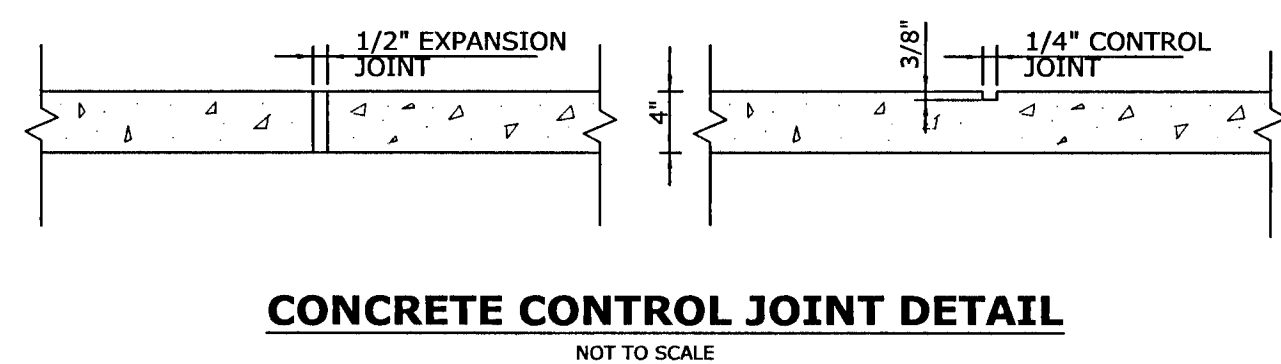 1/2" EXPANSION
JOINT
4"
3/8"
1/4" CONTROL
JOINT
CONCRETE CONTROL JOINT DETAIL
NOT TO SCALE